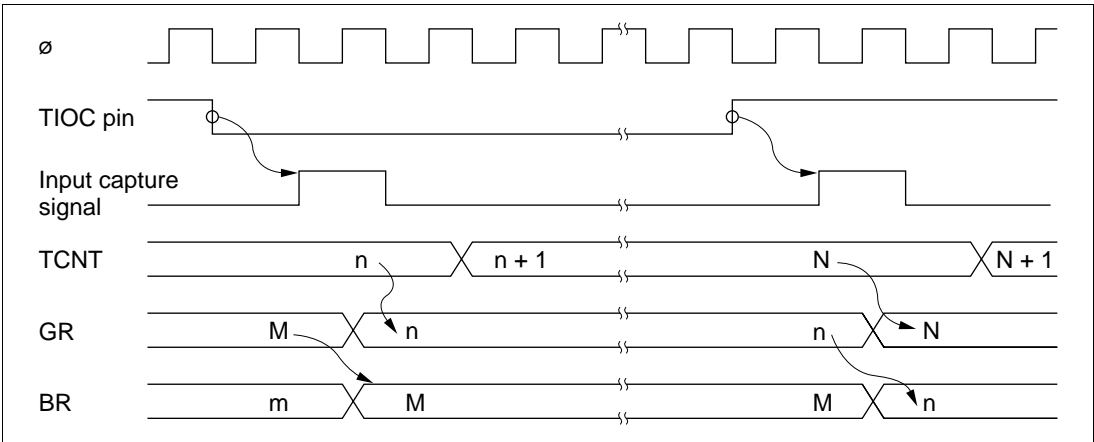 ø
TIOC pin
Input capture
signal
TCNT n n + 1 N N + 1
GR M n n N
BR m M M n